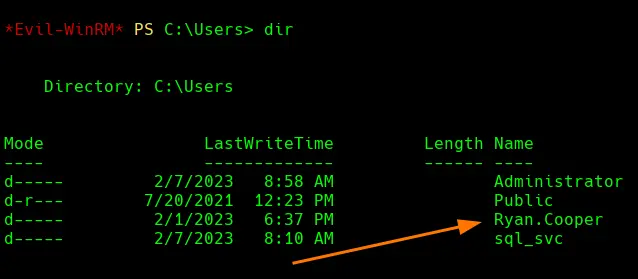 *Evil-WinRM* PS C:\Users> dir
Directory: C:\Users
Mode                LastWriteTime         Length Name
----                -------------         ------ ----
d-----         2/7/2023   8:58 AM                Administrator
d-r---        7/20/2021  12:23 PM                Public
d-----         2/1/2023   6:37 PM                Ryan.Cooper
d-----         2/7/2023   8:10 AM                sql_svc